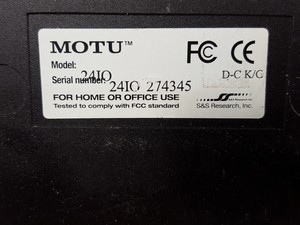 MOTU™
FC CE
Model: 24IO
D-C K/C
Serial number: 24IO 274345
FOR HOME OR OFFICE USE
Tested to comply with FCC standard
S&S Research, Inc.